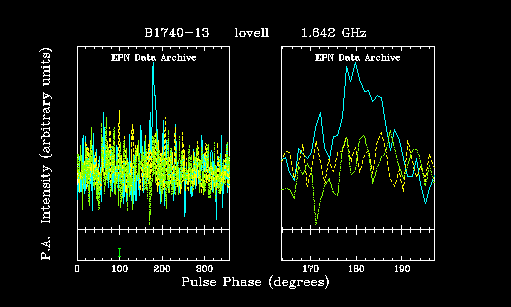 B1740-13 lovell 1.642 GHz
EPN Data Archive EPN Data Archive
P.A. Intensity (arbitrary units)
0 100 200 300 170 180 190
Pulse Phase (degrees)